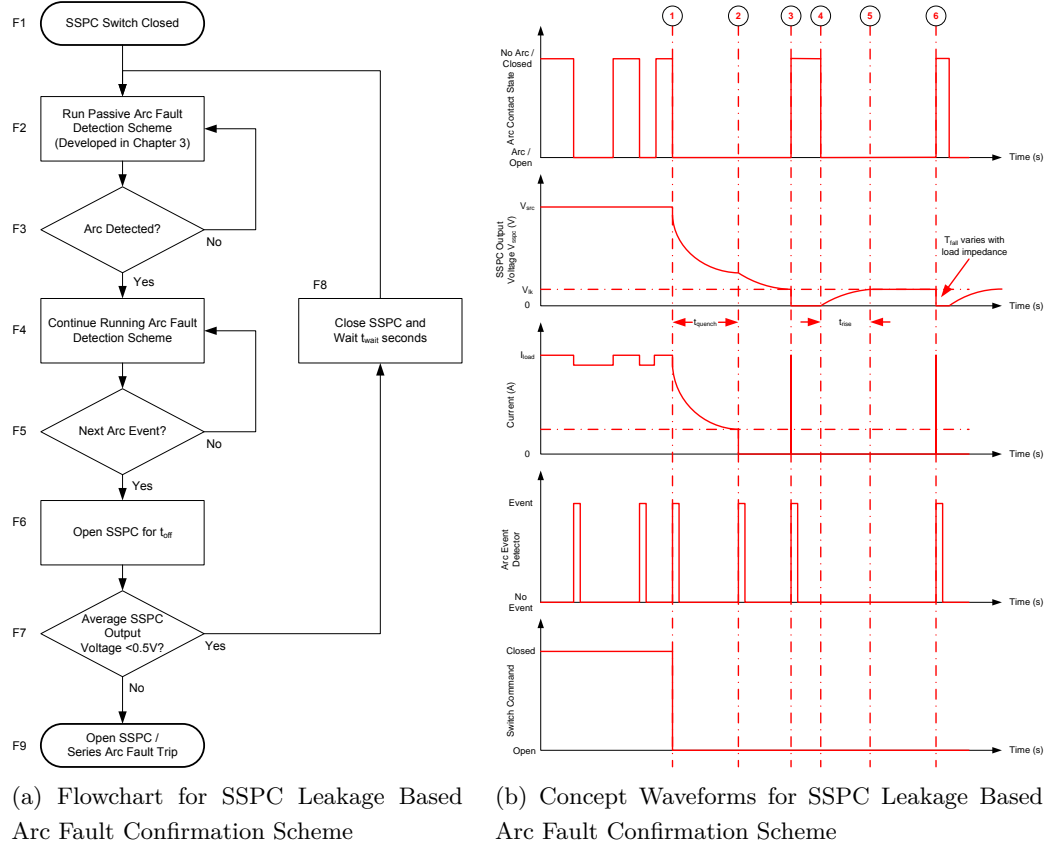 F1
SSPC Switch Closed
F2
Run Passive Arc Fault
Detection Scheme
(Developed in Chapter 3)
F3
Arc Detected?
No
Yes
F4
Continue Running Arc Fault
Detection Scheme
F5
Next Arc Event?
No
Yes
F6
Open SSPC for toff
F7
Average SSPC
Output
Voltage <0.5V?
Yes
No
F8
Close SSPC and
Wait twait seconds
F9
Open SSPC /
Series Arc Fault Trip
(a) Flowchart for SSPC Leakage Based
Arc Fault Confirmation Scheme
1
2
3
4
5
6
No Arc /
Closed
Arc Contact State
Arc /
Open
Time (s)
Vsrc
SSPC Output
Voltage Vsspc (V)
Vlk
0
Time (s)
Tfall varies with
load impedance
tquench
trise
Iload
Current (A)
0
Time (s)
Event
Arc Event
Detector
No
Event
Time (s)
Closed
Switch Command
Open
Time (s)
(b) Concept Waveforms for SSPC Leakage Based
Arc Fault Confirmation Scheme